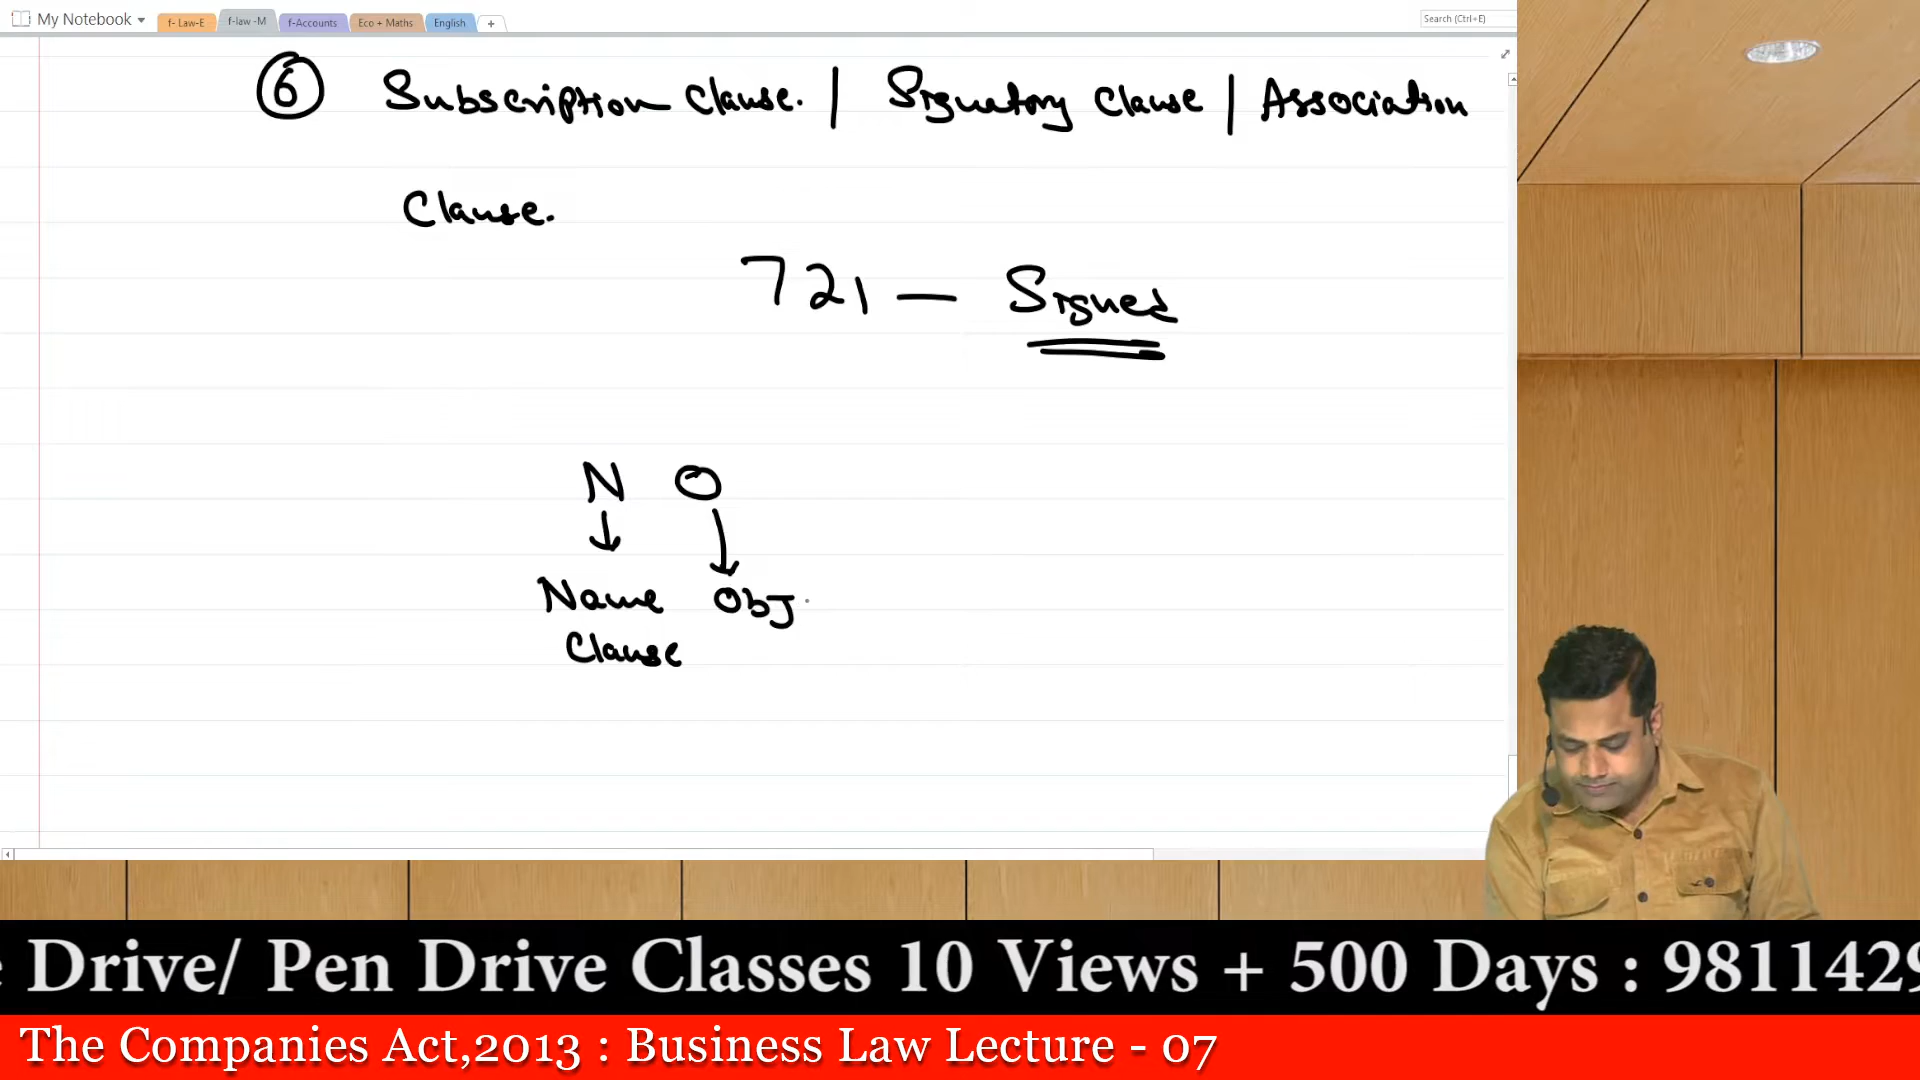 My Notebook f- Law-E f-law -M f-Accounts Eco + Maths English + Search (Ctrl+E)
6 Subscription Clause. | Signatory Clause | Association
Clause.
721 — Signed
N O
Name Obj
Clause
Drive/ Pen Drive Classes 10 Views + 500 Days : 9811429
The Companies Act,2013 : Business Law Lecture - 07